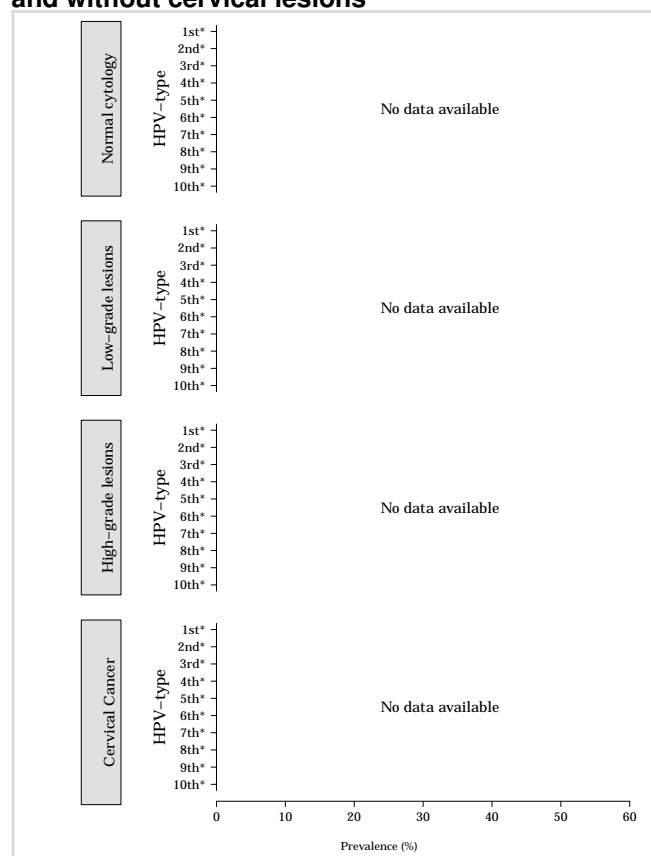 and without cervical lesions
Normal cytology
HPV−type
1st*
2nd*
3rd*
4th*
5th*
6th*
7th*
8th*
9th*
10th*
No data available
Low−grade lesions
HPV−type
1st*
2nd*
3rd*
4th*
5th*
6th*
7th*
8th*
9th*
10th*
No data available
High−grade lesions
HPV−type
1st*
2nd*
3rd*
4th*
5th*
6th*
7th*
8th*
9th*
10th*
No data available
Cervical Cancer
HPV−type
1st*
2nd*
3rd*
4th*
5th*
6th*
7th*
8th*
9th*
10th*
No data available
0 10 20 30 40 50 60
Prevalence (%)